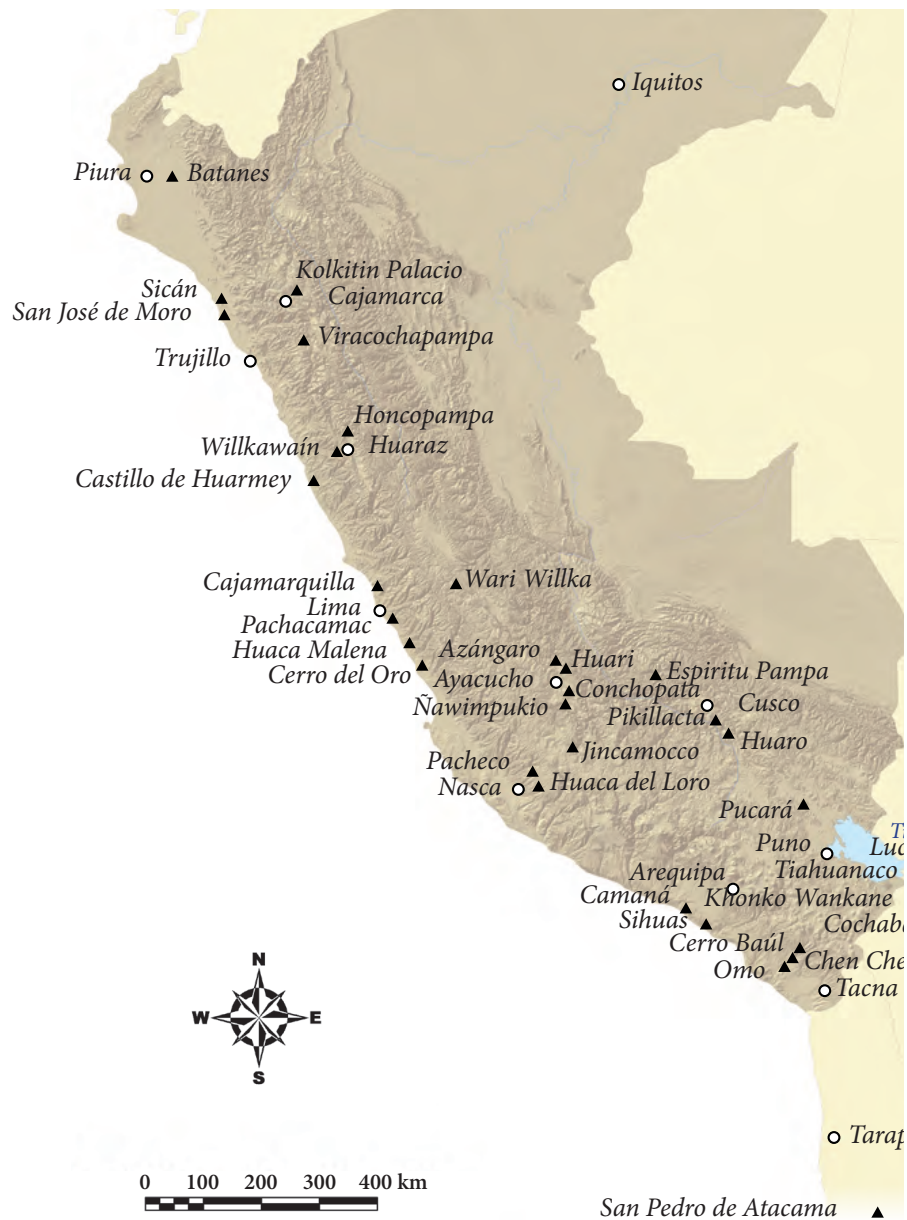 Iquitos
Piura
Batanes
Kolkitin Palacio
Sicán
Cajamarca
San José de Moro
Viracochapampa
Trujillo
Honcopampa
Willkawaín
Huaraz
Castillo de Huarmey
Cajamarquilla
Wari Willka
Lima
Pachacamac
Huaca Malena
Azángaro
Huari
Cerro del Oro
Ayacucho
Espiritu Pampa
Conchopata
Ñawimpukio
Cusco
Pikillacta
Huaro
Jincamocco
Pacheco
Nasca
Huaca del Loro
Pucará
Puno
Tiahuanaco
Arequipa
Camaná
Khonko Wankane
Sihuas
Cerro Baúl
Omo
Tacna
N
W
E
S
0 100 200 300 400 km
San Pedro de Atacama